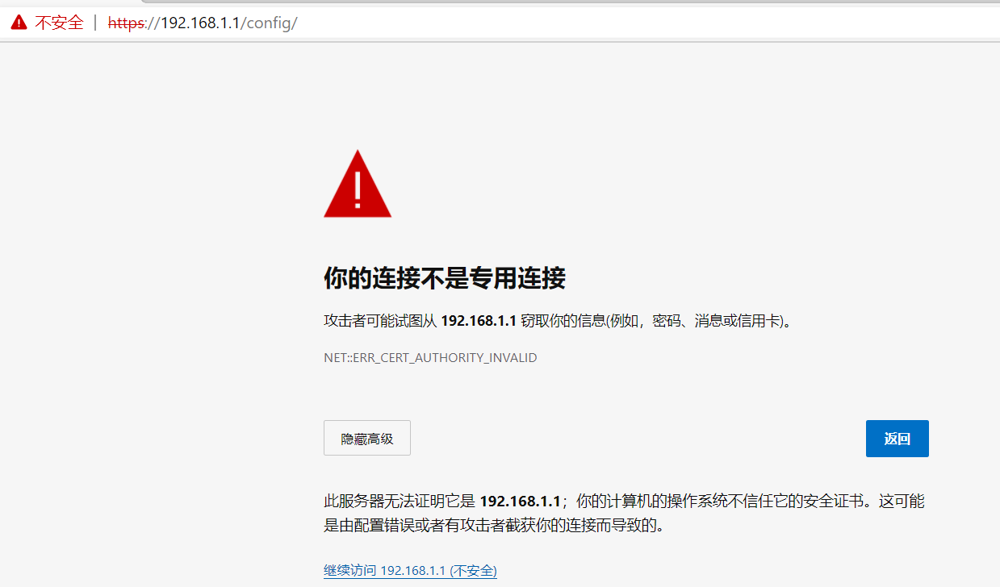 不安全 | https://192.168.1.1/config/
你的连接不是专用连接
攻击者可能试图从 192.168.1.1 窃取你的信息(例如，密码、消息或信用卡)。
NET::ERR_CERT_AUTHORITY_INVALID
隐藏高级 返回
此服务器无法证明它是 192.168.1.1；你的计算机的操作系统不信任它的安全证书。这可能
是由配置错误或者有攻击者截获你的连接而导致的。
继续访问 192.168.1.1 (不安全)